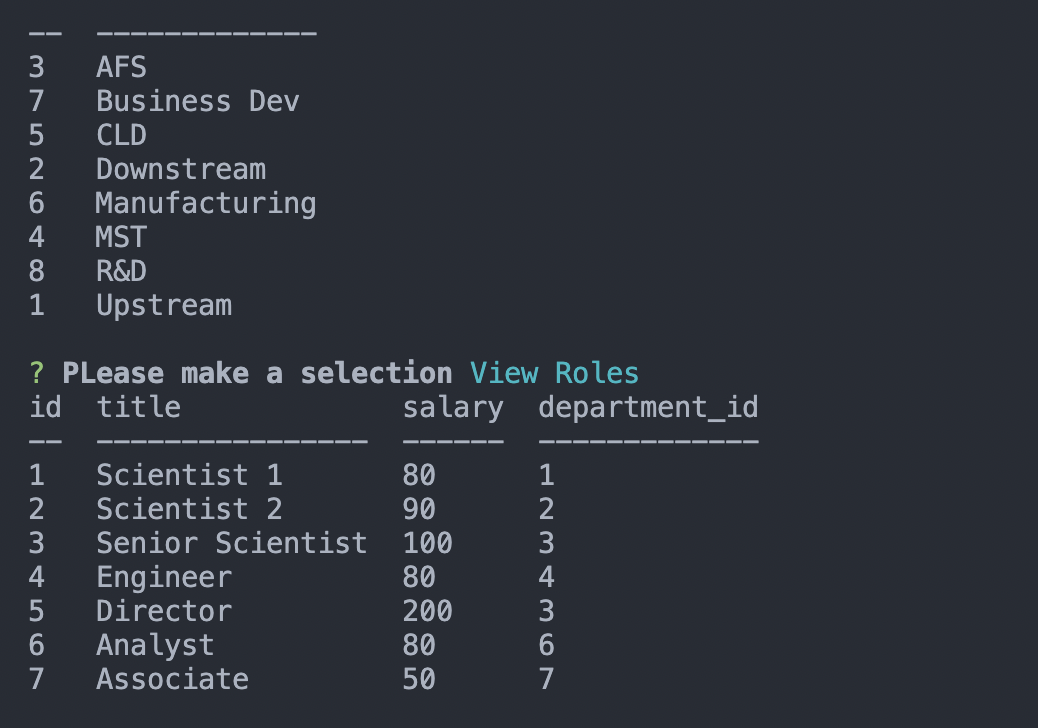 --  -------------
3   AFS
7   Business Dev
5   CLD
2   Downstream
6   Manufacturing
4   MST
8   R&D
1   Upstream
? PLease make a selection View Roles
id  title             salary  department_id
--  ----------------  ------  -------------
1   Scientist 1       80      1
2   Scientist 2       90      2
3   Senior Scientist  100     3
4   Engineer          80      4
5   Director          200     3
6   Analyst           80      6
7   Associate         50      7